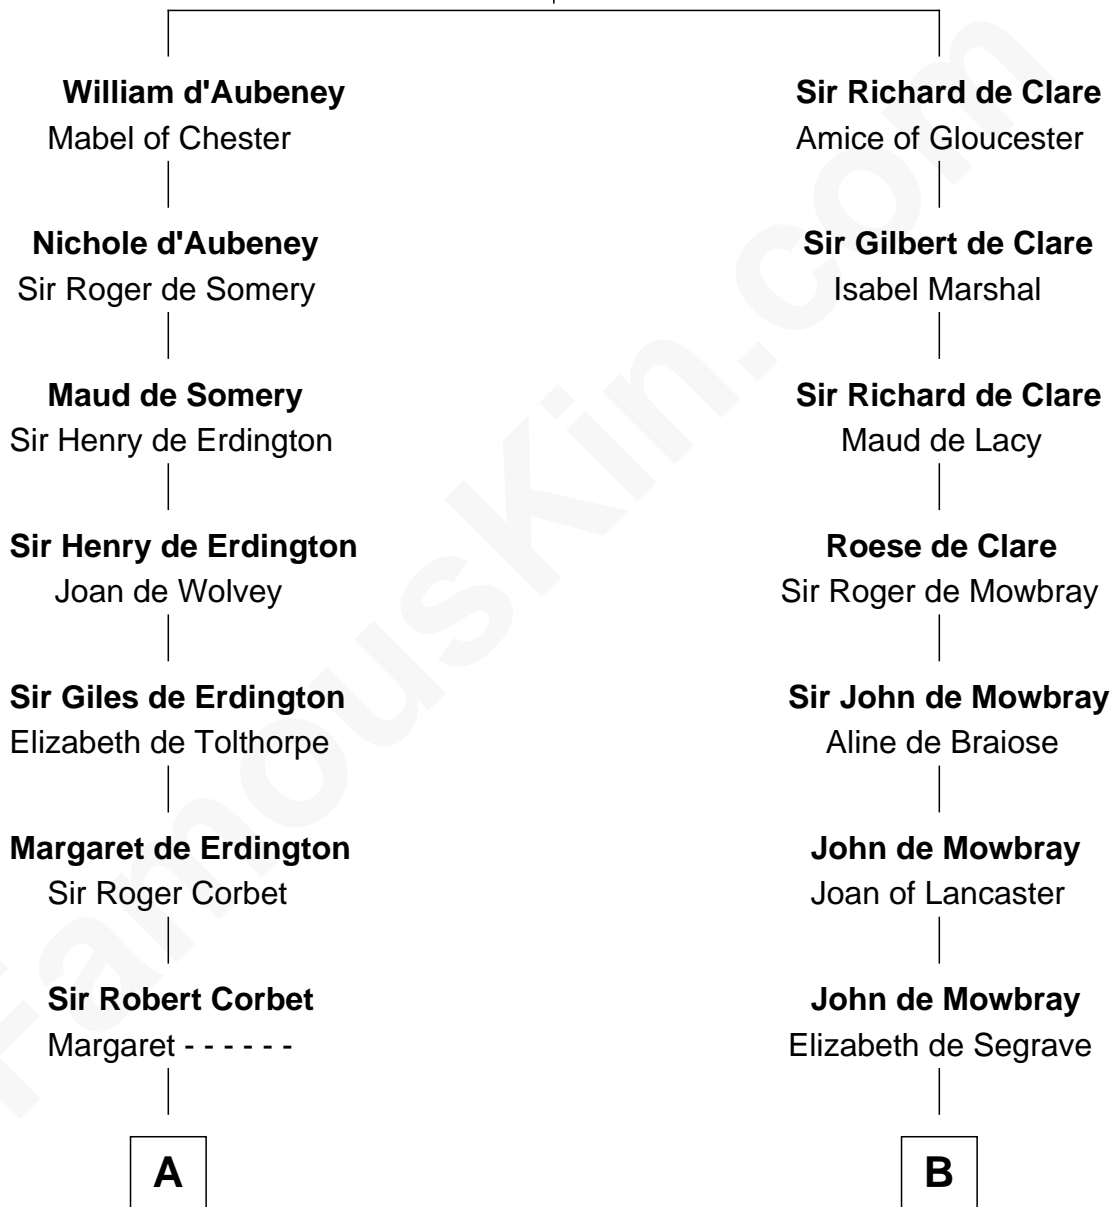 William d'Aubeney
Mabel of Chester
Nichole d'Aubeney
Sir Roger de Somery
Maud de Somery
Sir Henry de Erdington
Sir Henry de Erdington
Joan de Wolvey
Sir Giles de Erdington
Elizabeth de Tolthorpe
Margaret de Erdington
Sir Roger Corbet
Sir Robert Corbet
Margaret - - - - - -
A
Sir Richard de Clare
Amice of Gloucester
Sir Gilbert de Clare
Isabel Marshal
Sir Richard de Clare
Maud de Lacy
Roese de Clare
Sir Roger de Mowbray
Sir John de Mowbray
Aline de Braiose
John de Mowbray
Joan of Lancaster
John de Mowbray
Elizabeth de Segrave
B
FamousKin.com